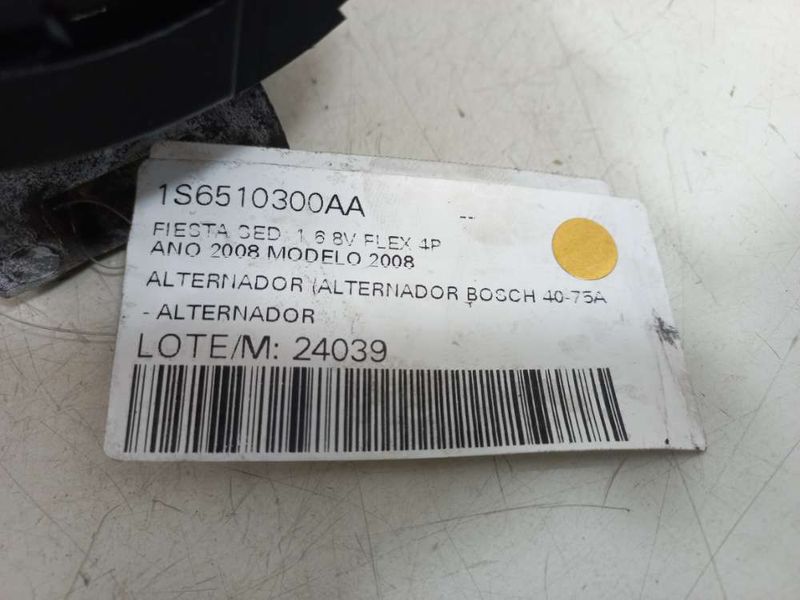 1S6510300AA --
FIESTA SED 1.6 8V FLEX 4P
ANO 2008 MODELO 2008
ALTERNADOR (ALTERNADOR BOSCH 40-75A
- ALTERNADOR
LOTE/M: 24039